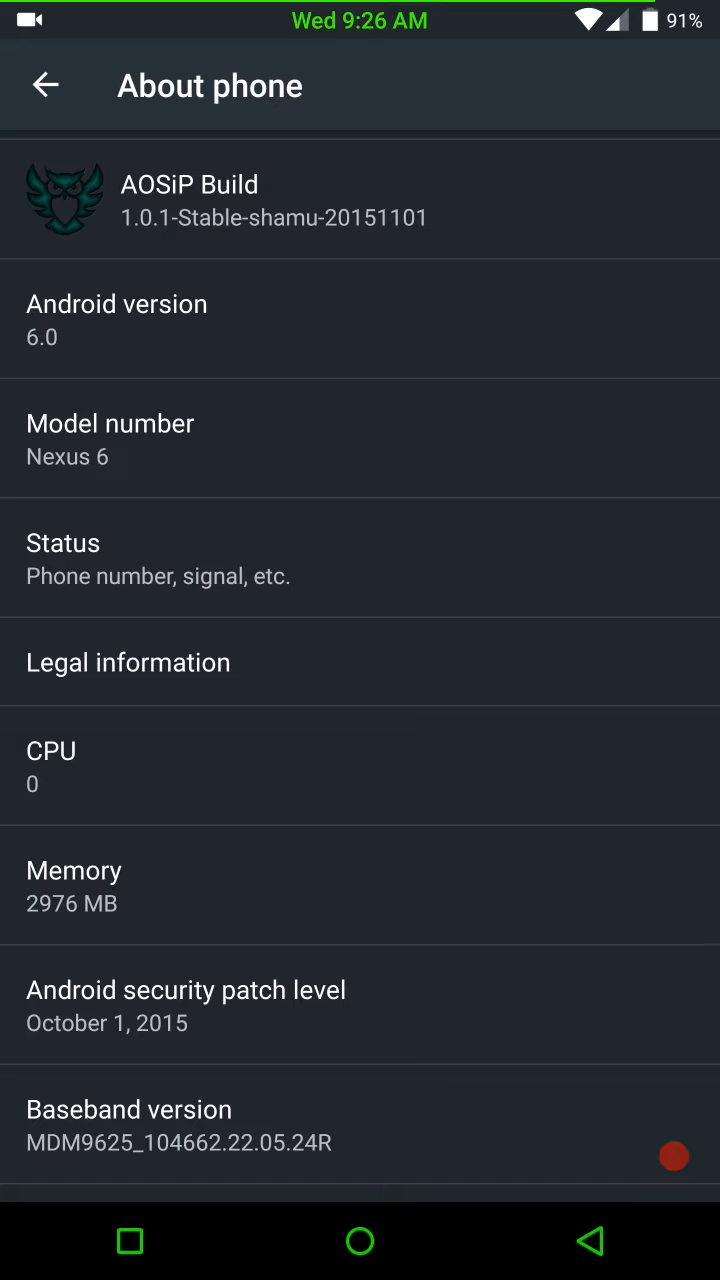 Wed 9:26 AM
91%
About phone
AOSiP Build
1.0.1-Stable-shamu-20151101
Android version
6.0
Model number
Nexus 6
Status
Phone number, signal, etc.
Legal information
CPU
0
Memory
2976 MB
Android security patch level
October 1, 2015
Baseband version
MDM9625_104662.22.05.24R